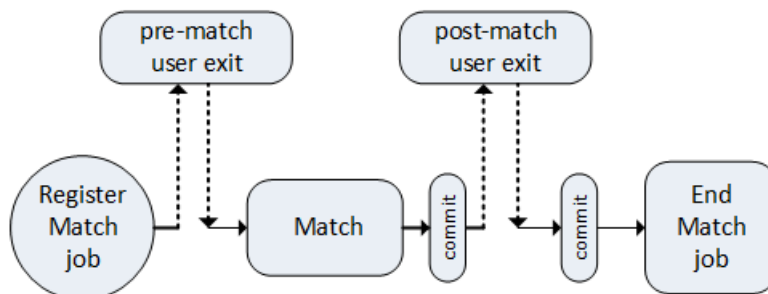 pre-match
user exit
post-match
user exit
Register
Match
job
Match
commit
commit
End
Match
job